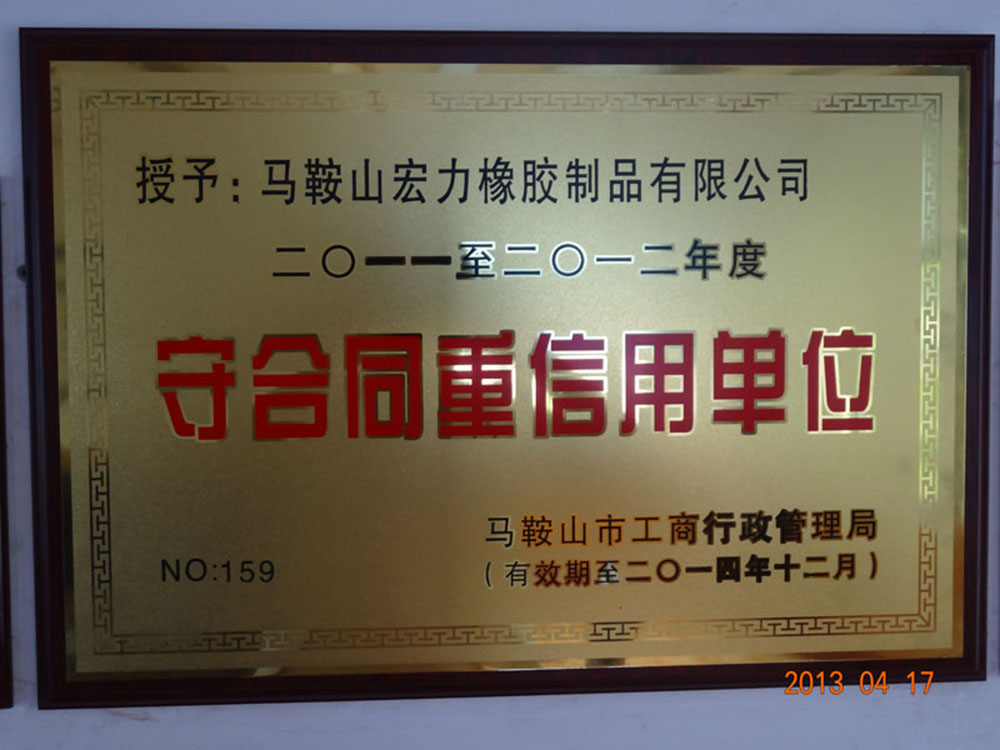 授予：马鞍山宏力橡胶制品有限公司
二〇一一至二〇一二年度
守合同重信用单位
马鞍山市工商行政管理局
NO:159
（有效期至二〇一四年十二月）
2013 04 17